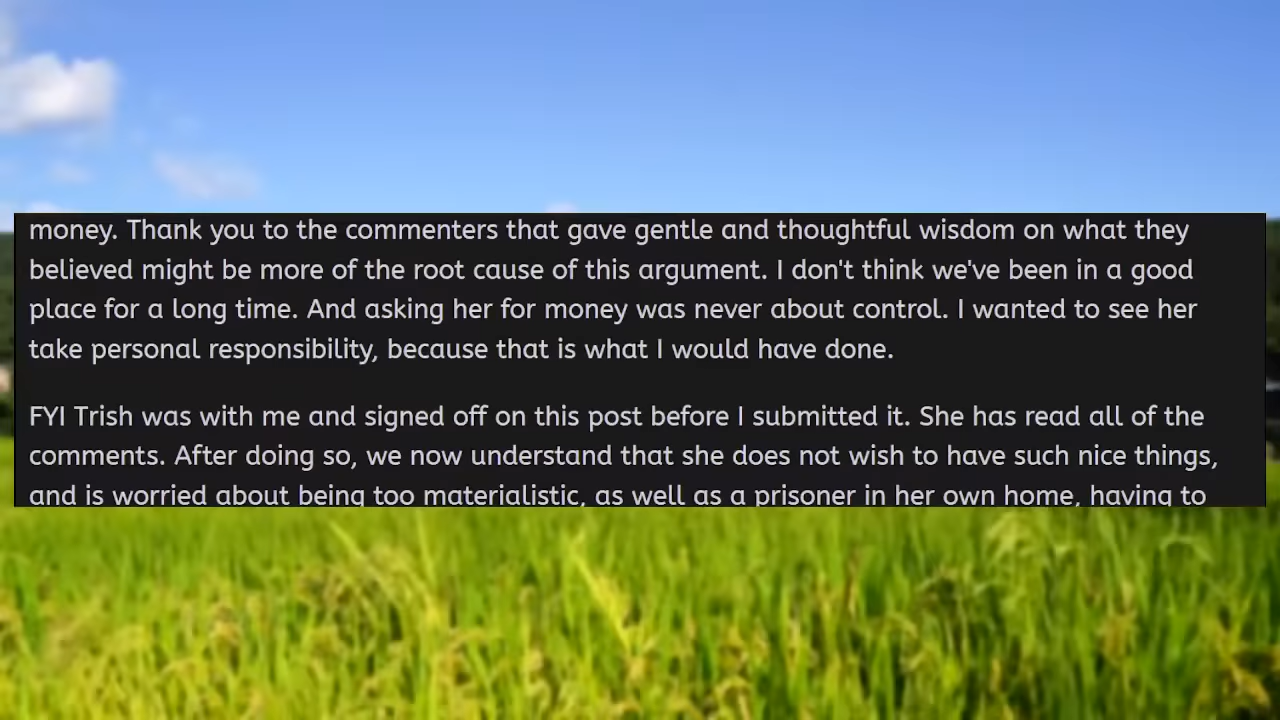 money. Thank you to the commenters that gave gentle and thoughtful wisdom on what they
believed might be more of the root cause of this argument. I don't think we've been in a good
place for a long time. And asking her for money was never about control. I wanted to see her
take personal responsibility, because that is what I would have done.
FYI Trish was with me and signed off on this post before I submitted it. She has read all of the
comments. After doing so, we now understand that she does not wish to have such nice things,
and is worried about being too materialistic, as well as a prisoner in her own home, having to